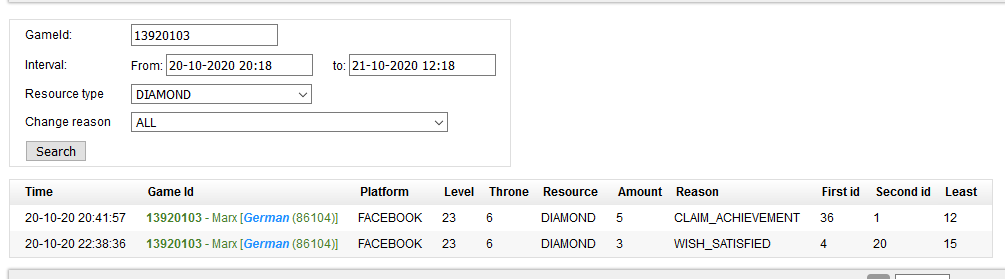 GameId: 13920103
Interval: From: 20-10-2020 20:18 to: 21-10-2020 12:18
Resource type DIAMOND
Change reason ALL
Search
Time Game Id Platform Level Throne Resource Amount Reason First id Second id Least
20-10-20 20:41:57 13920103 - Marx [German (86104)] FACEBOOK 23 6 DIAMOND 5 CLAIM_ACHIEVEMENT 36 1 12
20-10-20 22:38:36 13920103 - Marx [German (86104)] FACEBOOK 23 6 DIAMOND 3 WISH_SATISFIED 4 20 15